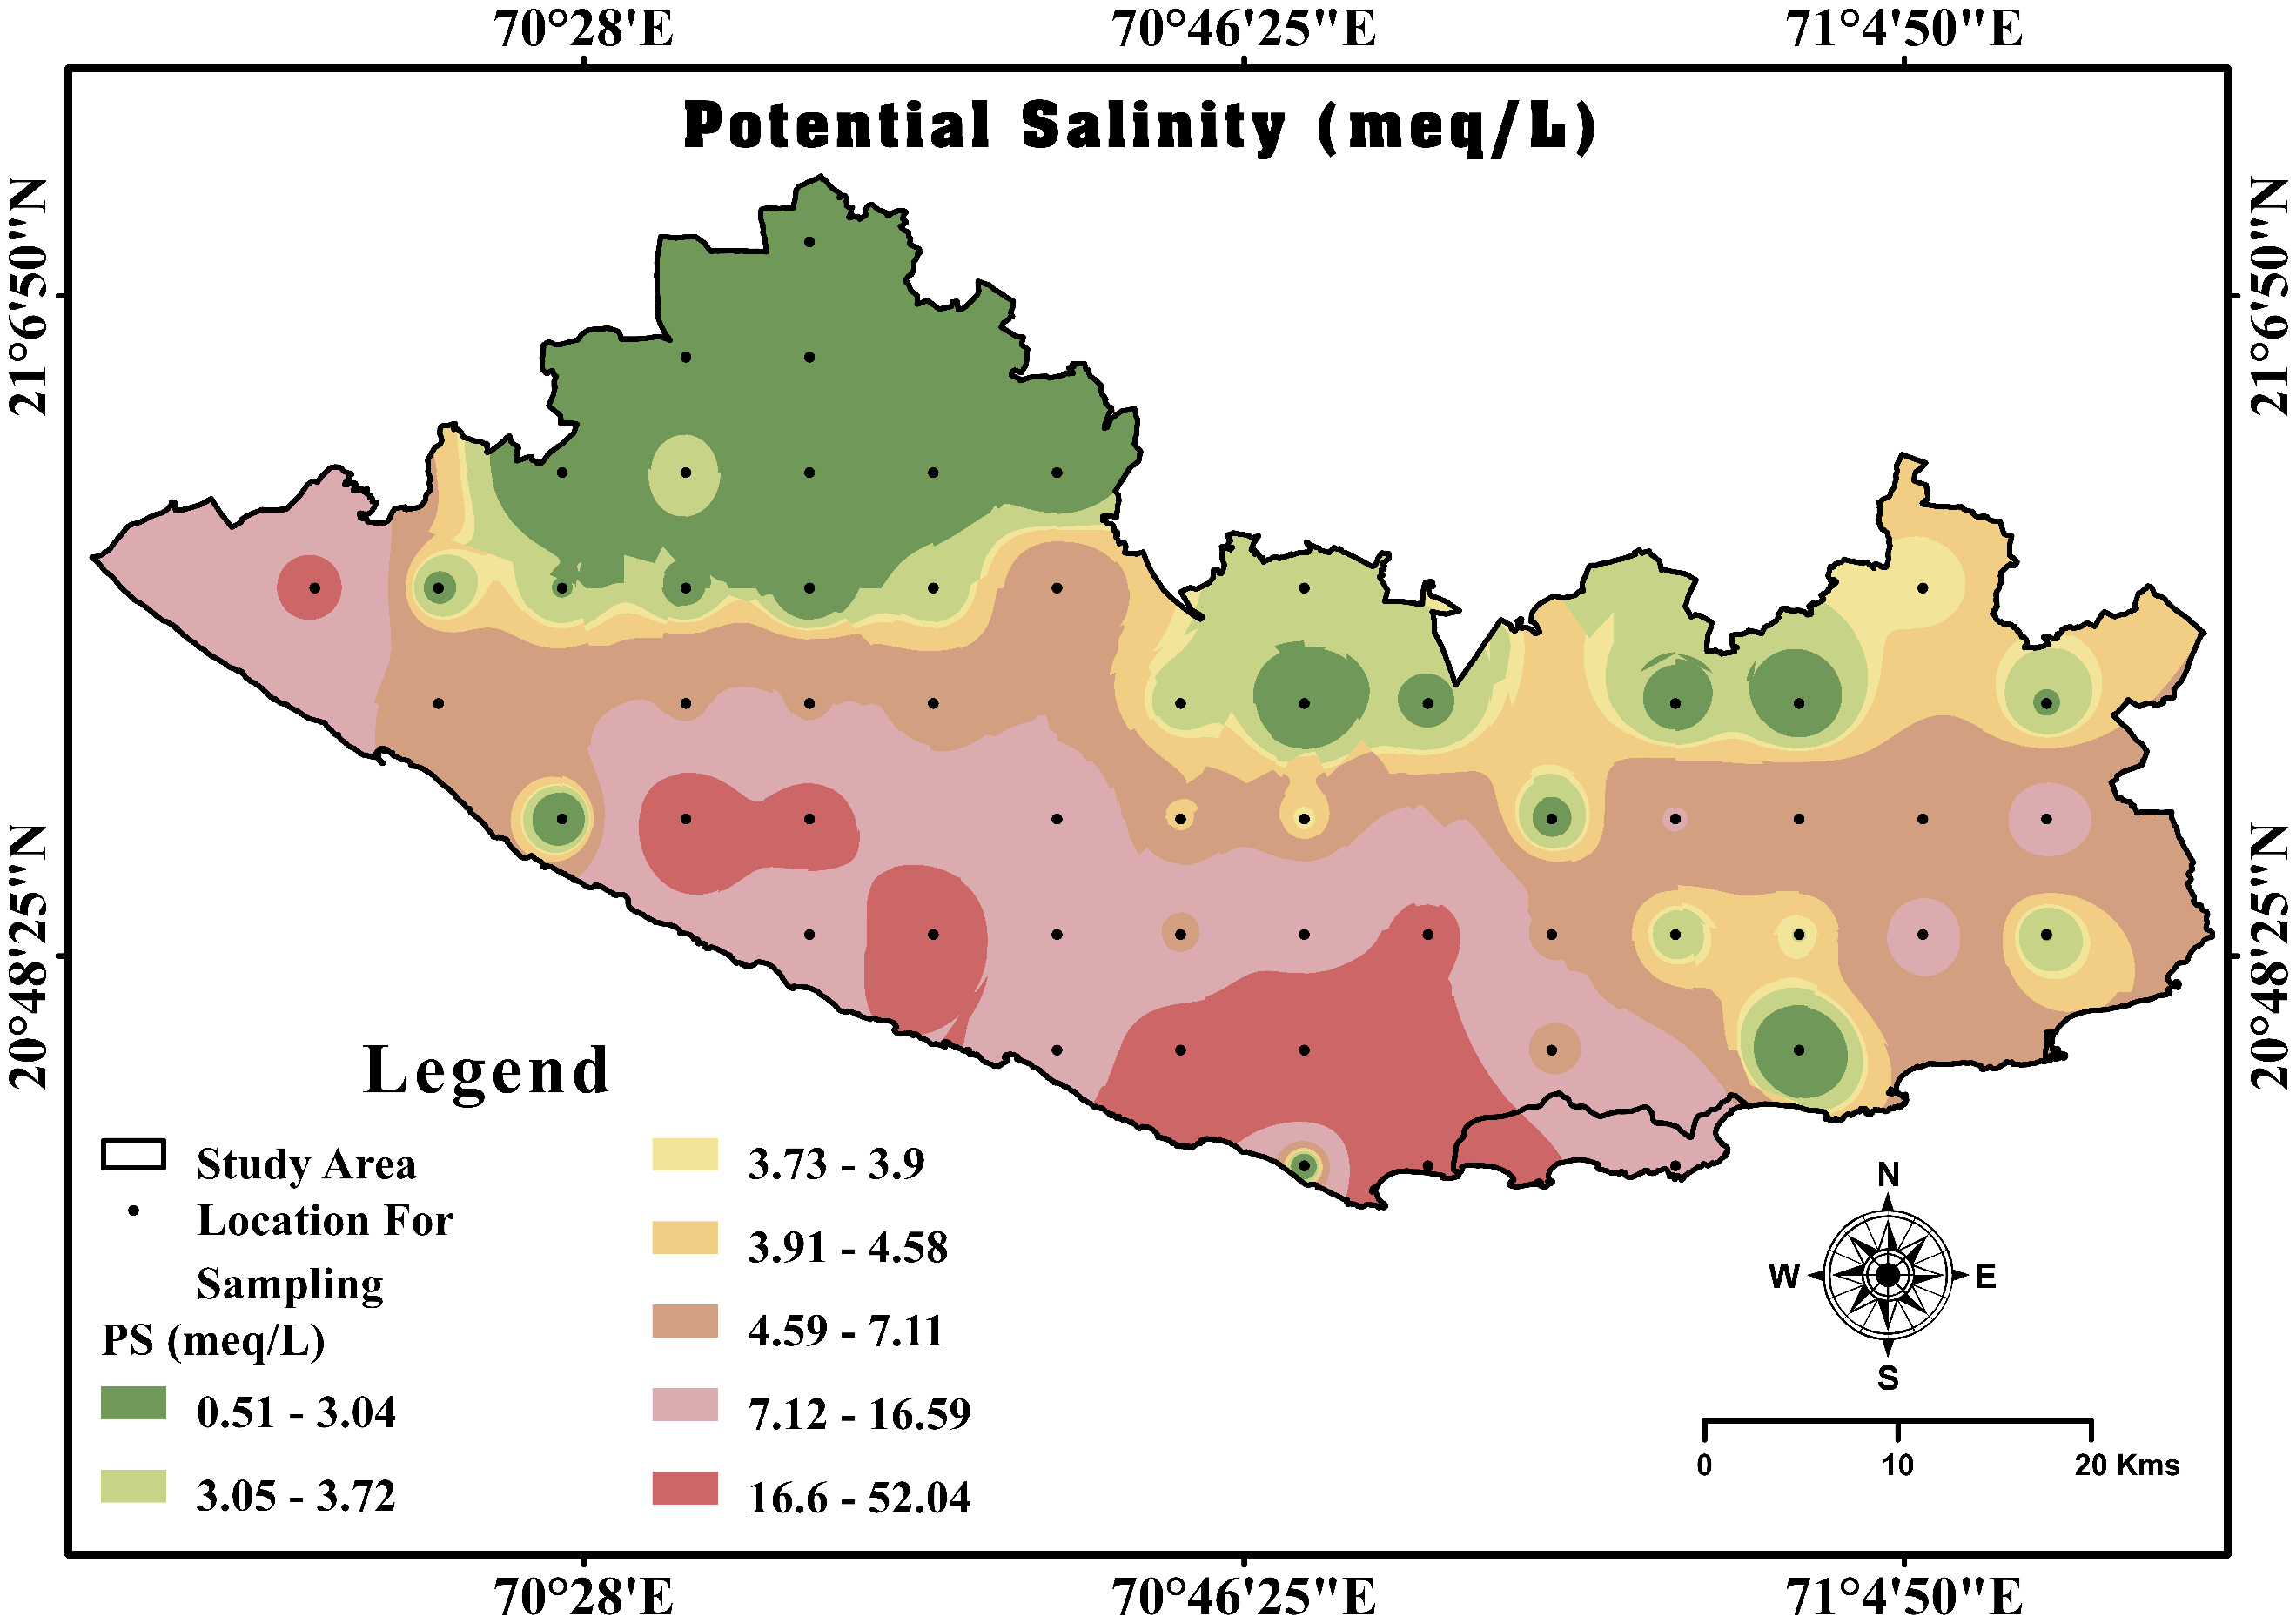 70°28'E 70°46'25"E 71°4'50"E
Potential Salinity (meq/L)
21°6'50"N 21°6'50"N
20°48'25"N 20°48'25"N
Legend
Study Area
Location For
Sampling
PS (meq/L)
0.51 - 3.04
3.05 - 3.72
3.73 - 3.9
3.91 - 4.58
4.59 - 7.11
7.12 - 16.59
16.6 - 52.04
N
W E
S
0 10 20 Kms
70°28'E 70°46'25"E 71°4'50"E